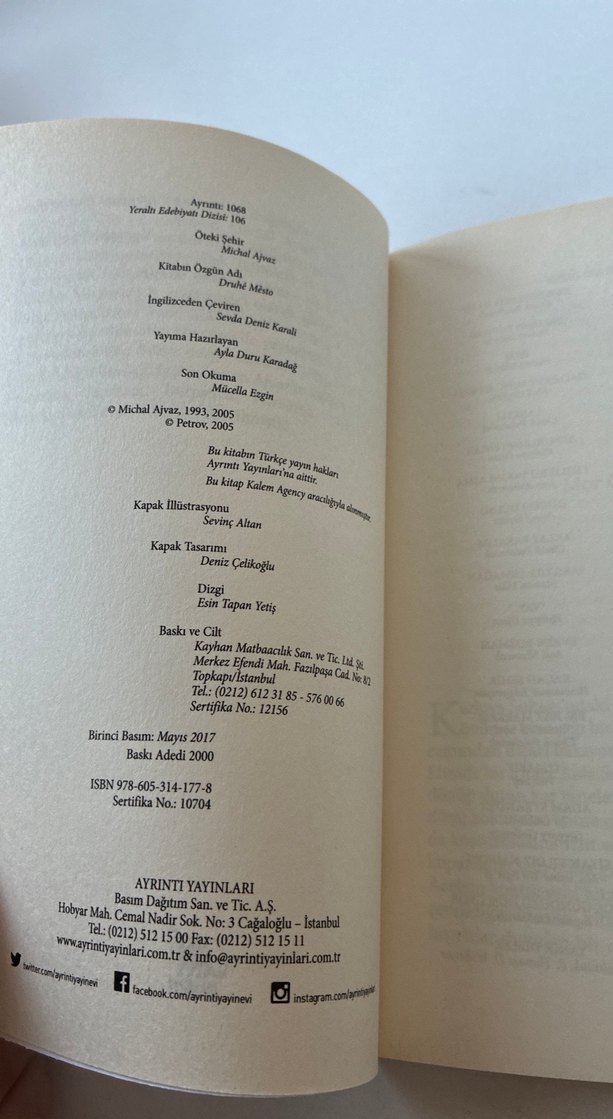 Ayrıntı: 1068
Yeraltı Edebiyatı Dizisi: 106
Öteki Şehir
Michal Ajvaz
Kitabın Özgün Adı
Druhé Město
İngilizceden Çeviren
Sevda Deniz Karali
Yayıma Hazırlayan
Ayla Duru Karadağ
Son Okuma
Mücella Ezgin
© Michal Ajvaz, 1993, 2005
© Petrov, 2005
Bu kitabın Türkçe yayın hakları
Ayrıntı Yayınları'na aittir.
Bu kitap Kalem Agency aracılığıyla alınmıştır.
Kapak İllüstrasyonu
Sevinç Altan
Kapak Tasarımı
Deniz Çelikoğlu
Dizgi
Esin Tapan Yetiş
Baskı ve Cilt
Kayhan Matbaacılık San. ve Tic. Ltd. Şti.
Merkez Efendi Mah. Fazılpaşa Cad. No: 8/2
Topkapı/İstanbul
Tel.: (0212) 612 31 85 - 576 00 66
Sertifika No.: 12156
Birinci Basım: Mayıs 2017
Baskı Adedi 2000
ISBN 978-605-314-177-8
Sertifika No.: 10704
AYRINTI YAYINLARI
Basım Dağıtım San. ve Tic. A.Ş.
Hobyar Mah. Cemal Nadir Sok. No: 3 Cağaloğlu – İstanbul
Tel.: (0212) 512 15 00 Fax: (0212) 512 15 11
www.ayrintiyayinlari.com.tr & info@ayrintiyayinlari.com.tr
twitter.com/ayrintiyayinevi facebook.com/ayrintiyayinevi